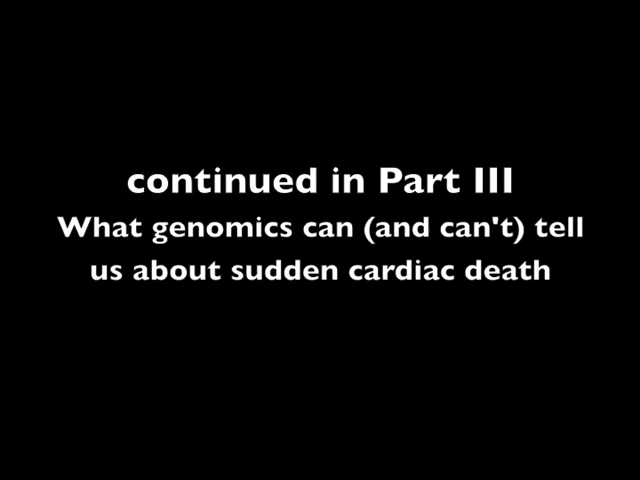 continued in Part III
What genomics can (and can't) tell
us about sudden cardiac death